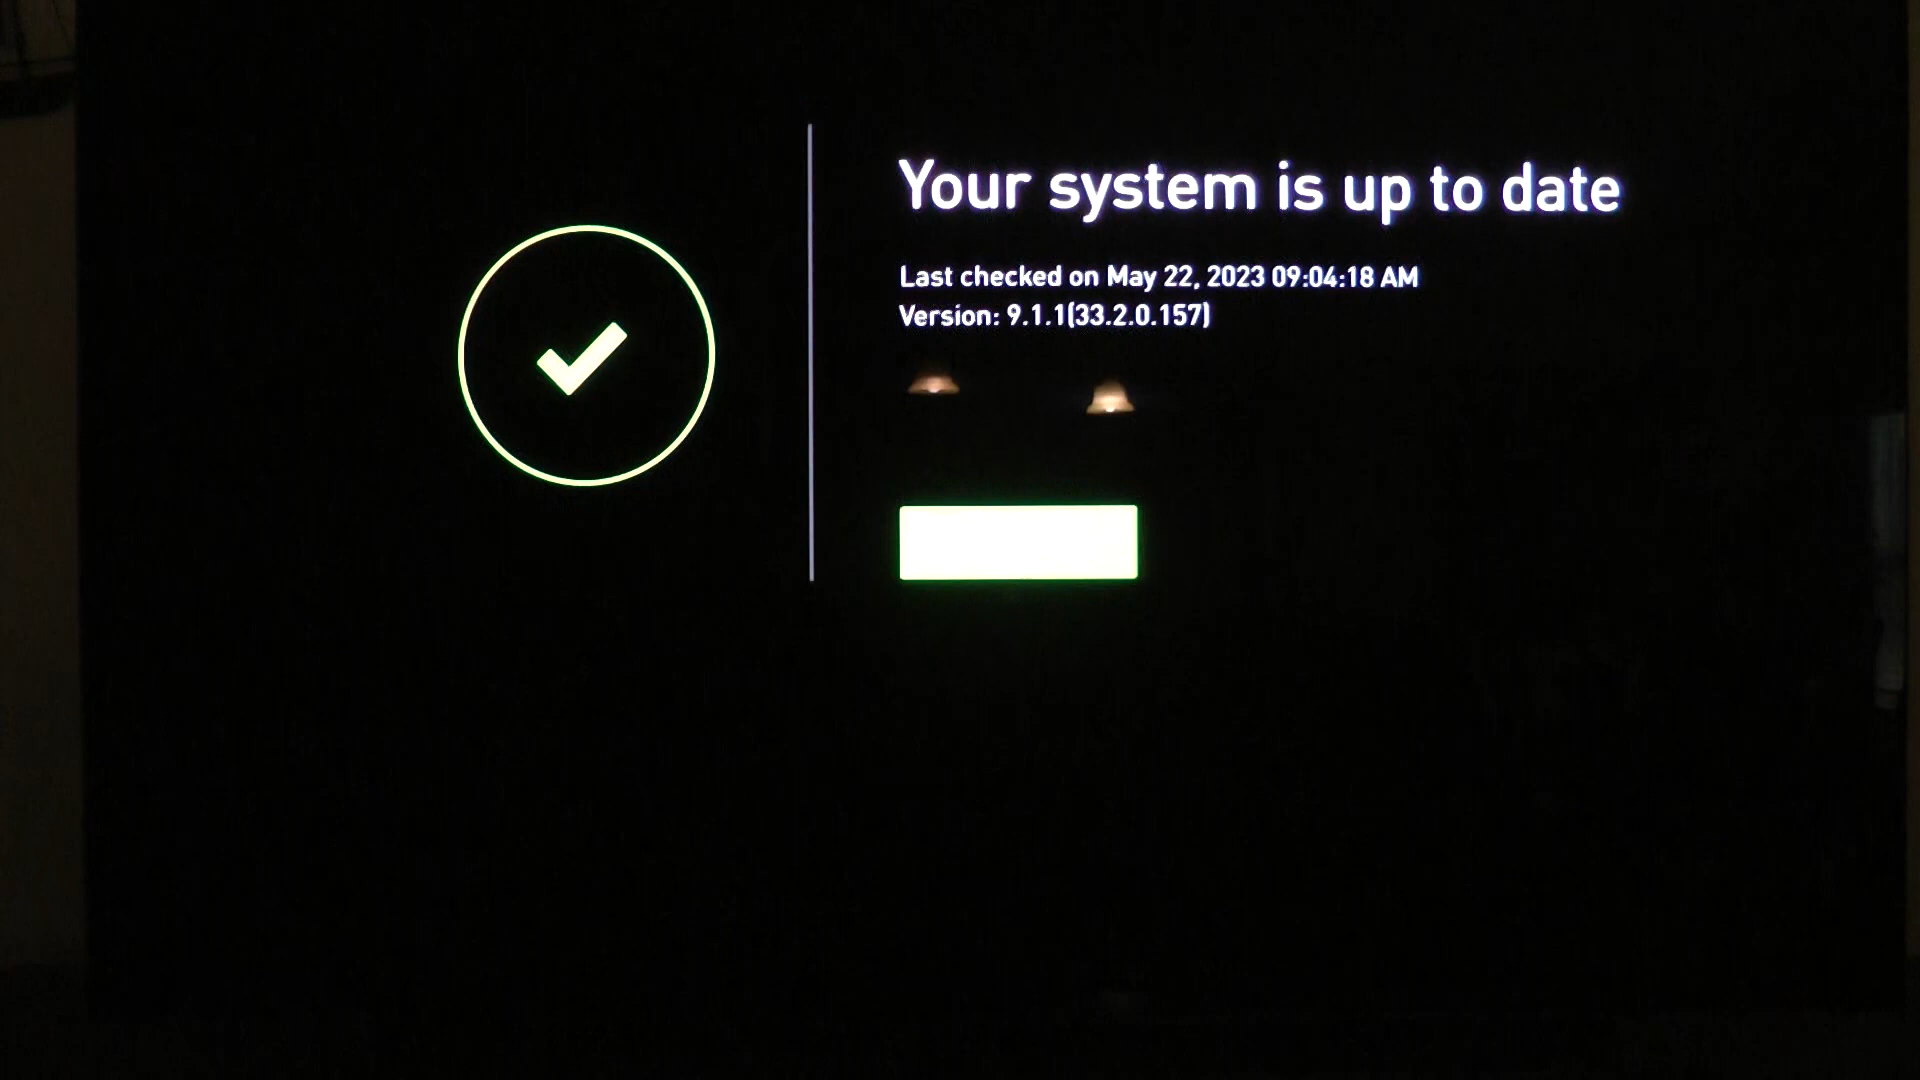 Your system is up to date
Last checked on May 22, 2023 09:04:18 AM
Version: 9.1.1(33.2.0.157)